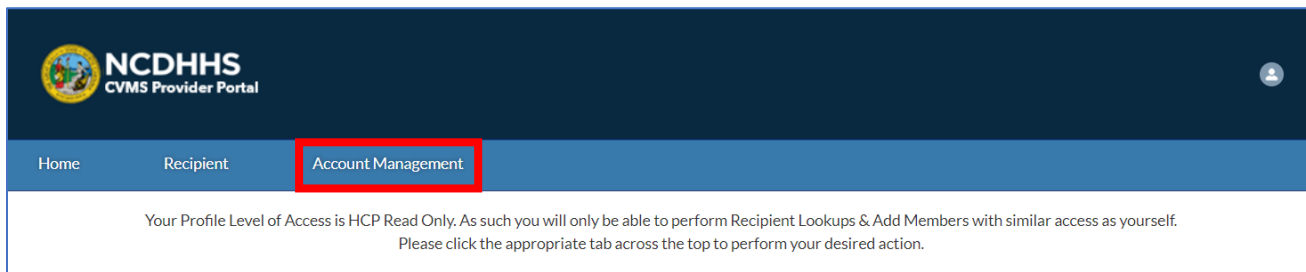 NCDHHS
CVMS Provider Portal
Home Recipient Account Management
Your Profile Level of Access is HCP Read Only. As such you will only be able to perform Recipient Lookups & Add Members with similar access as yourself.
Please click the appropriate tab across the top to perform your desired action.